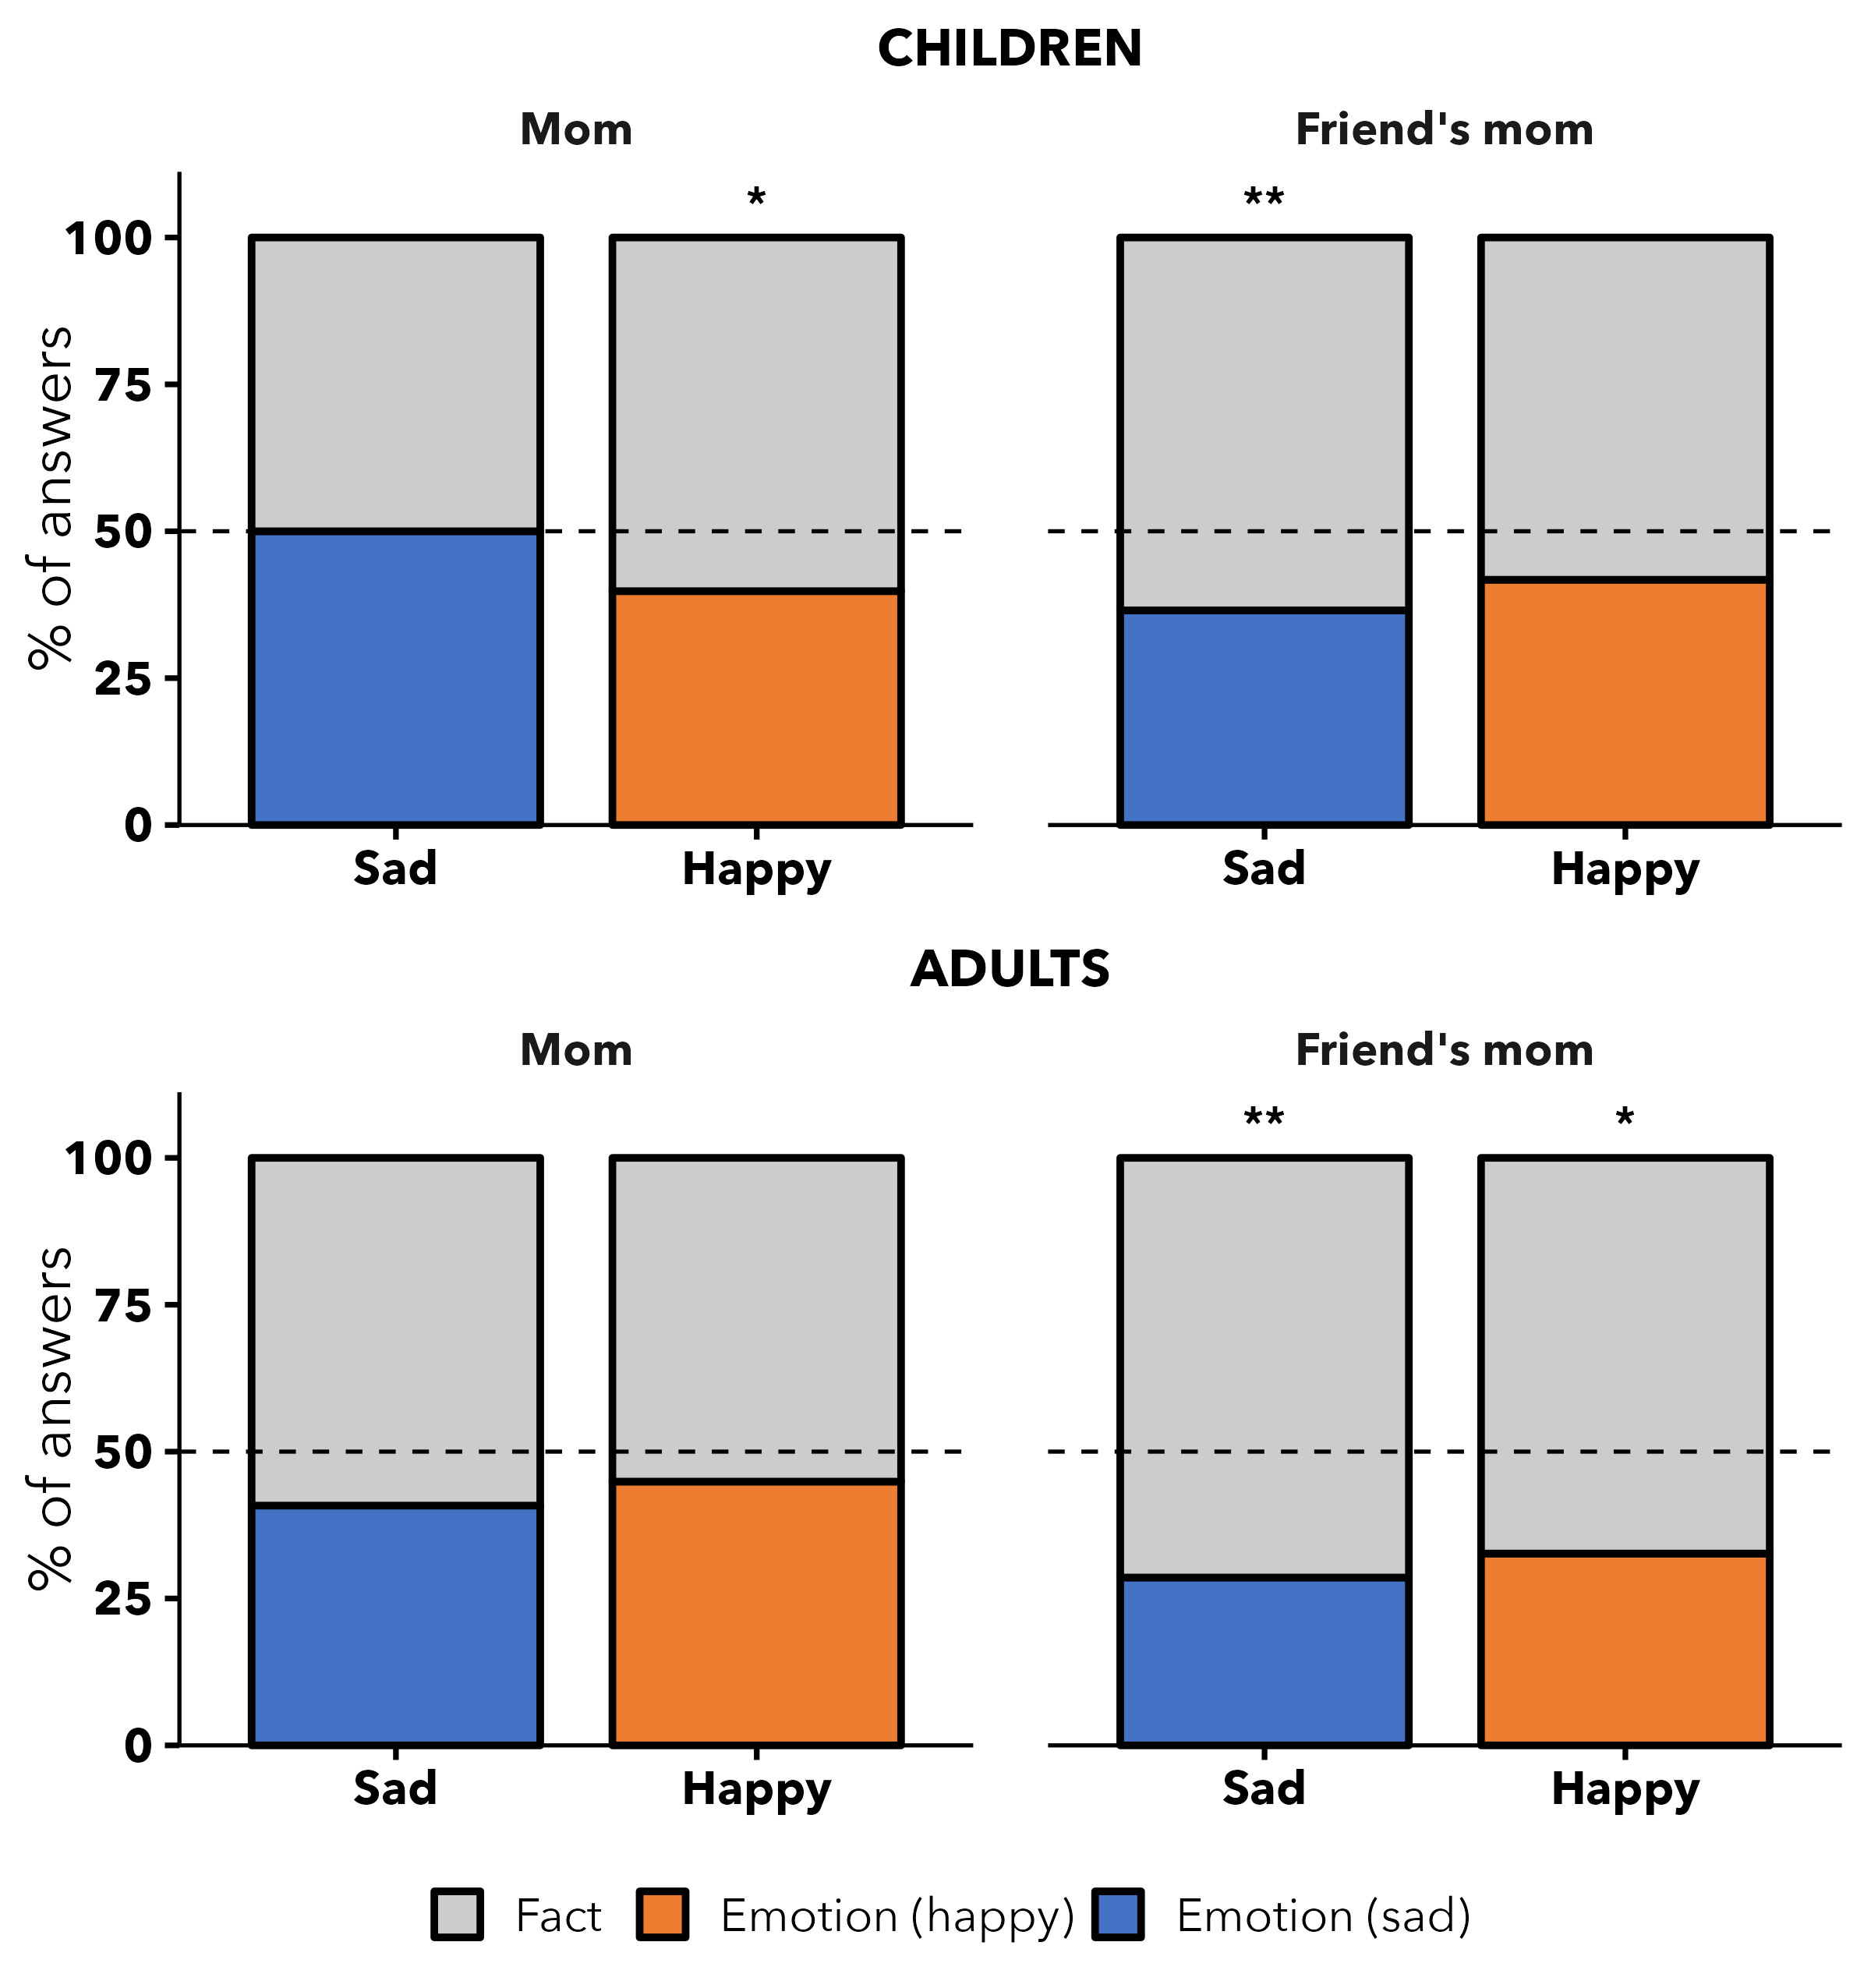 CHILDREN
Mom
Friend's mom
*
**
100
75
50
25
0
% of answers
Sad
Happy
Sad
Happy
ADULTS
Mom
Friend's mom
**
*
100
75
50
25
0
% of answers
Sad
Happy
Sad
Happy
Fact
Emotion (happy)
Emotion (sad)